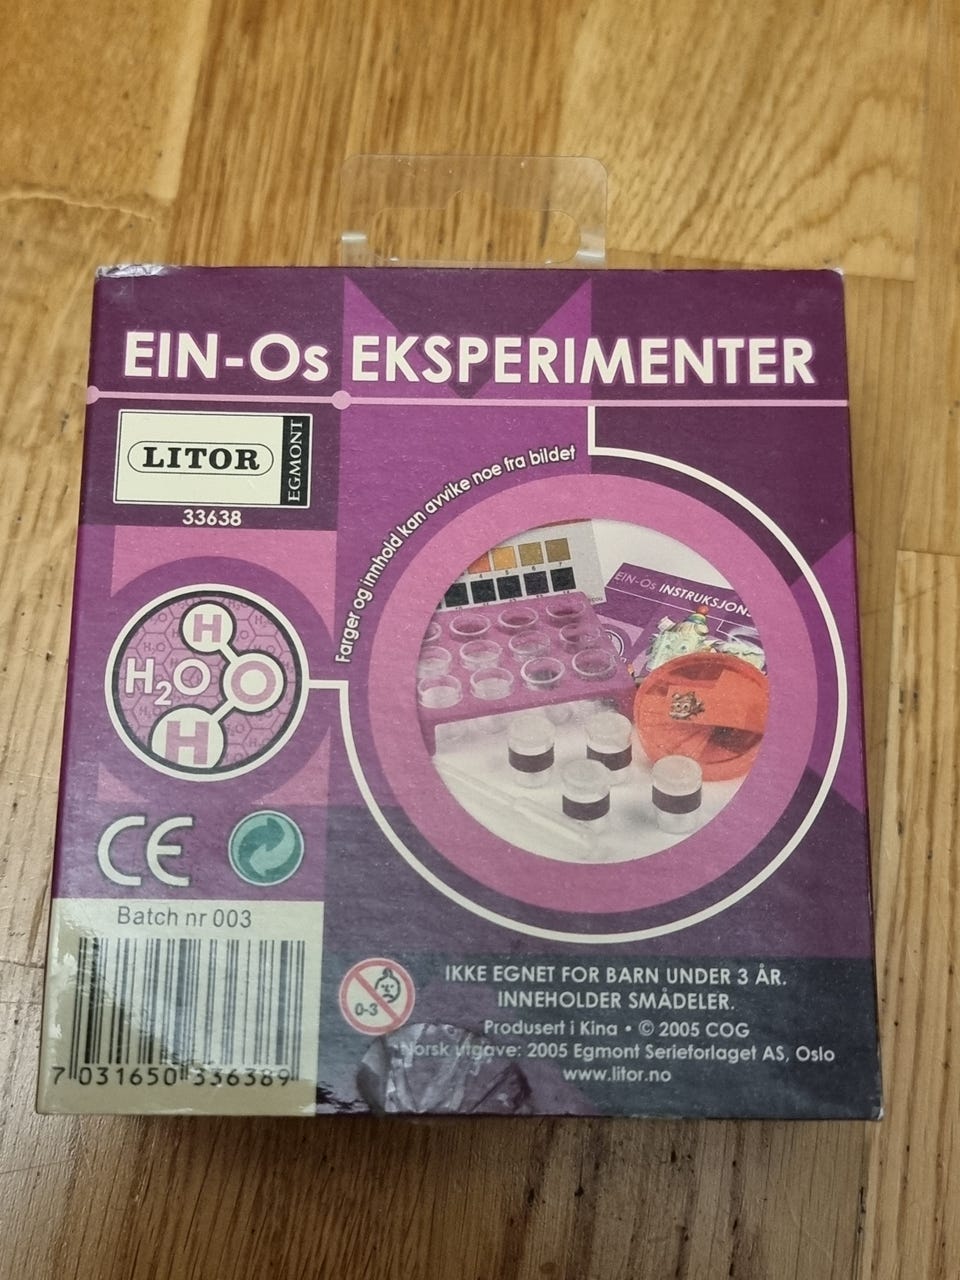 EIN-Os EKSPERIMENTER
LITOR
EGMONT
33638
Farger og innhold kan avvike noe fra bildet
EIN-Os INSTRUKSJON
H
H₂O
O
H
CE
Batch nr 003
7 031650 336389
0-3
IKKE EGNET FOR BARN UNDER 3 ÅR.
INNEHOLDER SMÅDELER.
Produsert i Kina • © 2005 COG
Norsk utgave: 2005 Egmont Serieforlaget AS, Oslo
www.litor.no